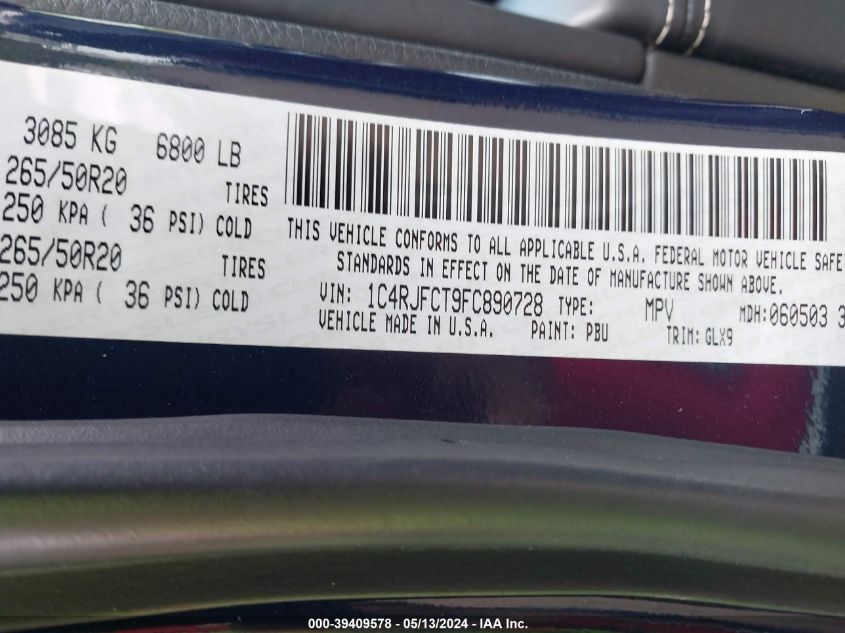 3085 KG 6800 LB
265/50R20 TIRES
250 KPA ( 36 PSI) COLD
265/50R20 TIRES
250 KPA ( 36 PSI) COLD
THIS VEHICLE CONFORMS TO ALL APPLICABLE U.S.A. FEDERAL MOTOR VEHICLE SAFE
STANDARDS IN EFFECT ON THE DATE OF MANUFACTURE SHOWN ABOVE.
VIN: 1C4RJFCT9FC890728 TYPE: MPV MDH:060503 3
VEHICLE MADE IN U.S.A. PAINT: PBU TRIM:GLX9
000-39409578 - 05/13/2024 - IAA Inc.